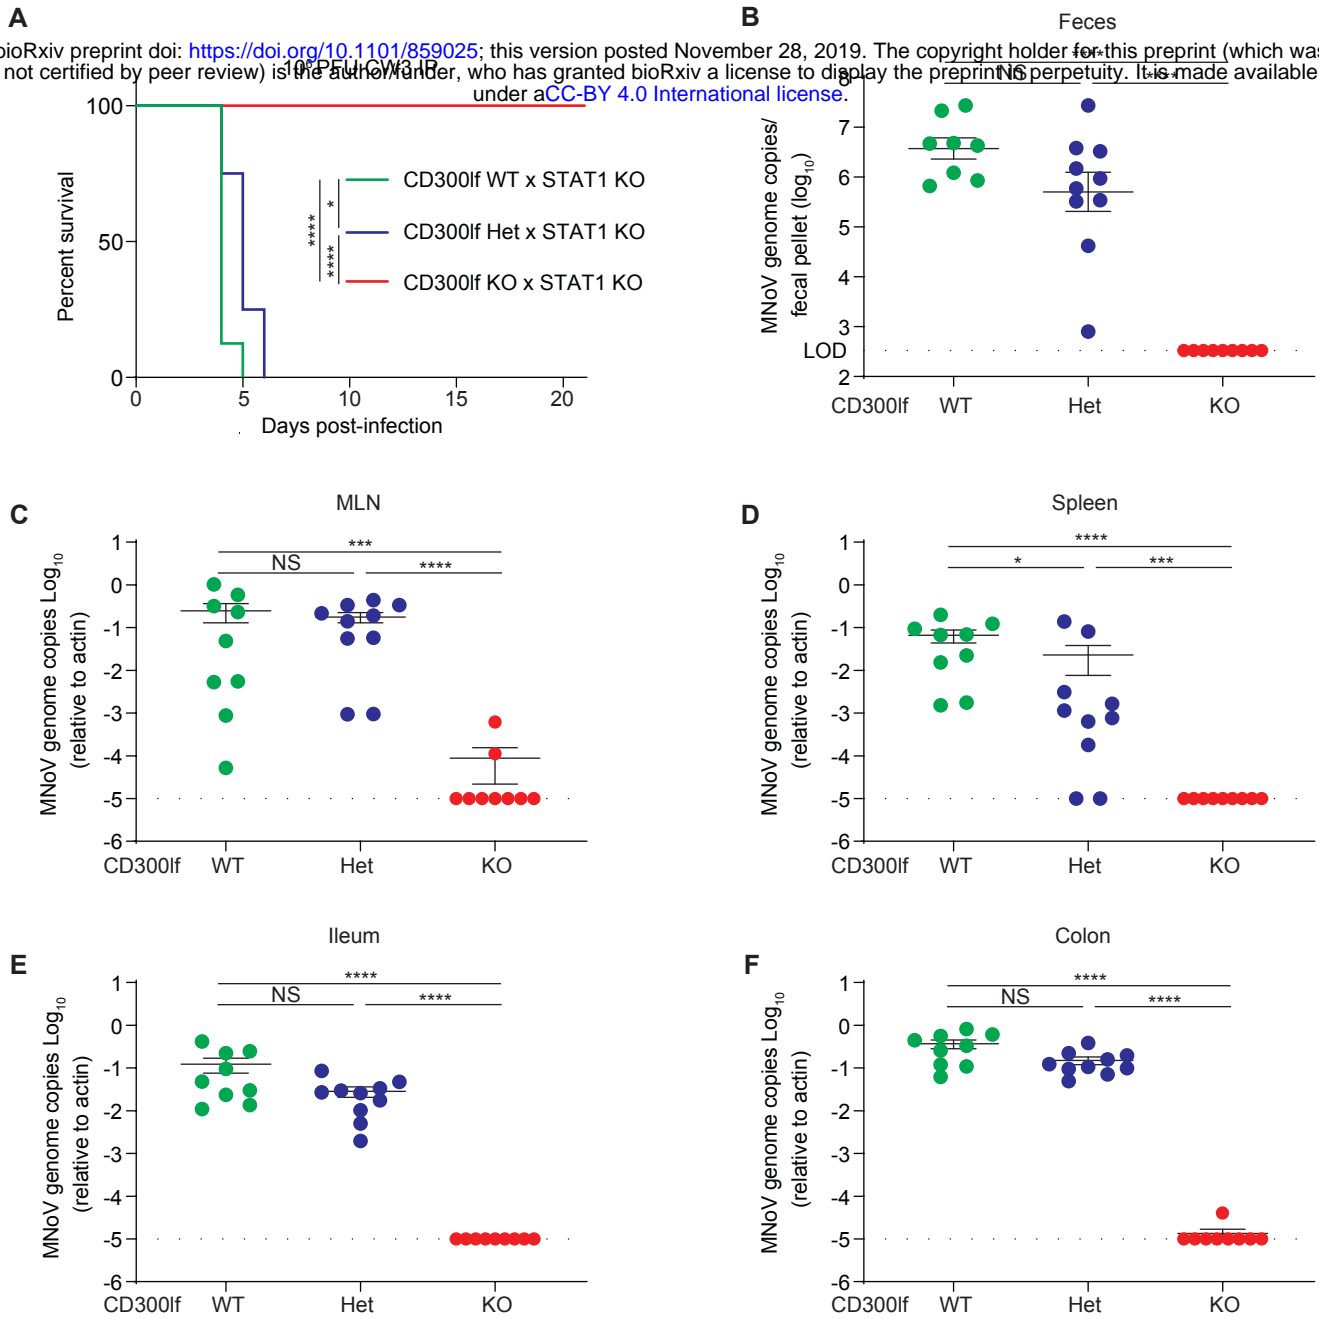 A
B
Feces
bioRxiv preprint doi: https://doi.org/10.1101/859025; this version posted November 28, 2019. The copyright holder for this preprint (which was
not certified by peer review) is the author/funder, who has granted bioRxiv a license to display the preprint in perpetuity. It is made available
under aCC-BY 4.0 International license.
10⁶ PFU CW3 IP
Percent survival
100
50
0
0 5 10 15 20
Days post-infection
CD300lf WT x STAT1 KO
CD300lf Het x STAT1 KO
CD300lf KO x STAT1 KO
****
*
****
****
NS
****
MNoV genome copies/
fecal pellet (log₁₀)
8
7
6
5
4
3
LOD
2
CD300lf WT Het KO
C
MLN
MNoV genome copies Log₁₀
(relative to actin)
***
NS
****
1
0
-1
-2
-3
-4
-5
-6
CD300lf WT Het KO
D
Spleen
MNoV genome copies Log₁₀
(relative to actin)
****
*
***
1
0
-1
-2
-3
-4
-5
-6
CD300lf WT Het KO
E
Ileum
MNoV genome copies Log₁₀
(relative to actin)
****
NS
****
1
0
-1
-2
-3
-4
-5
-6
CD300lf WT Het KO
F
Colon
MNoV genome copies Log₁₀
(relative to actin)
****
NS
****
1
0
-1
-2
-3
-4
-5
-6
CD300lf WT Het KO